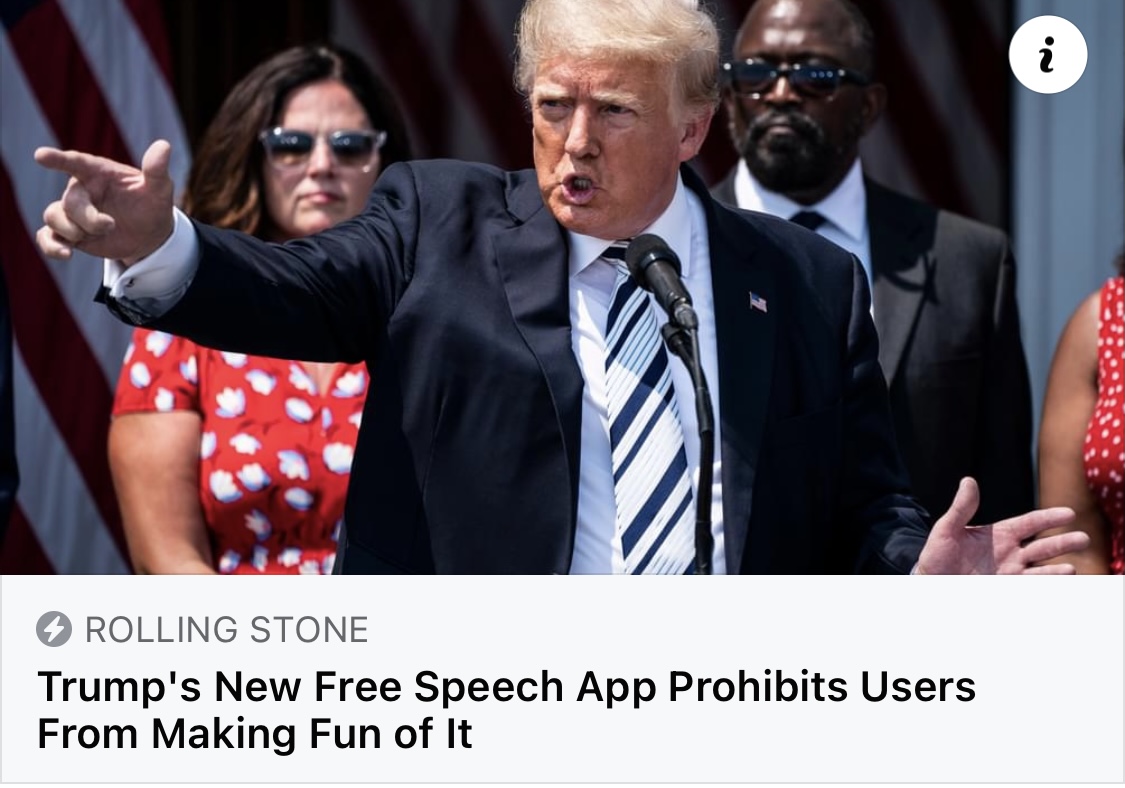 ROLLING STONE
Trump's New Free Speech App Prohibits Users
From Making Fun of It